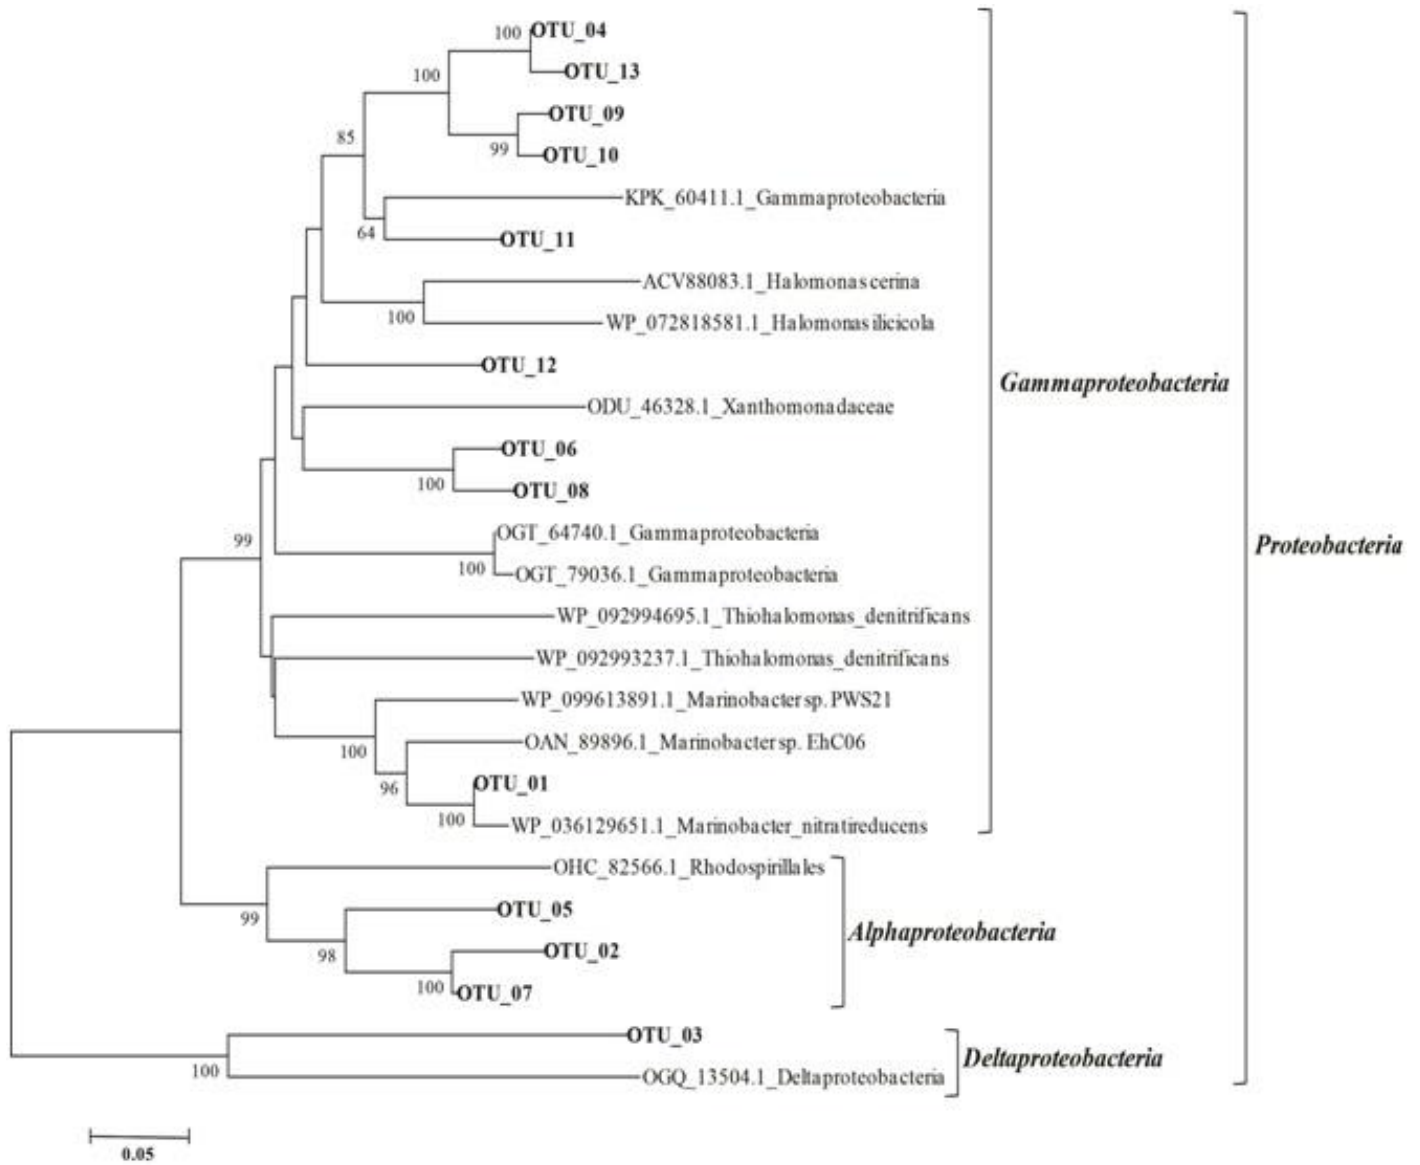 100 OTU_04
OTU_13
100
OTU_09
99 OTU_10
85
KPK_60411.1_Gammaproteobacteria
64 OTU_11
ACV88083.1_Halomonas cerina
100 WP_072818581.1_Halomonas ilicicola
OTU_12
Gammaproteobacteria
ODU_46328.1_Xanthomonadaceae
OTU_06
100 OTU_08
OGT_64740.1_Gammaproteobacteria
99
Proteobacteria
100 OGT_79036.1_Gammaproteobacteria
WP_092994695.1_Thiohalomonas_denitrificans
WP_092993237.1_Thiohalomonas_denitrificans
WP_099613891.1_Marinobacter sp. PWS21
100
OAN_89896.1_Marinobacter sp. EhC06
96 OTU_01
100 WP_036129651.1_Marinobacter_nitratireducens
OHC_82566.1_Rhodospirillales
99 OTU_05
Alphaproteobacteria
98 OTU_02
100 OTU_07
OTU_03
Deltaproteobacteria
100 OGQ_13504.1_Deltaproteobacteria
0.05